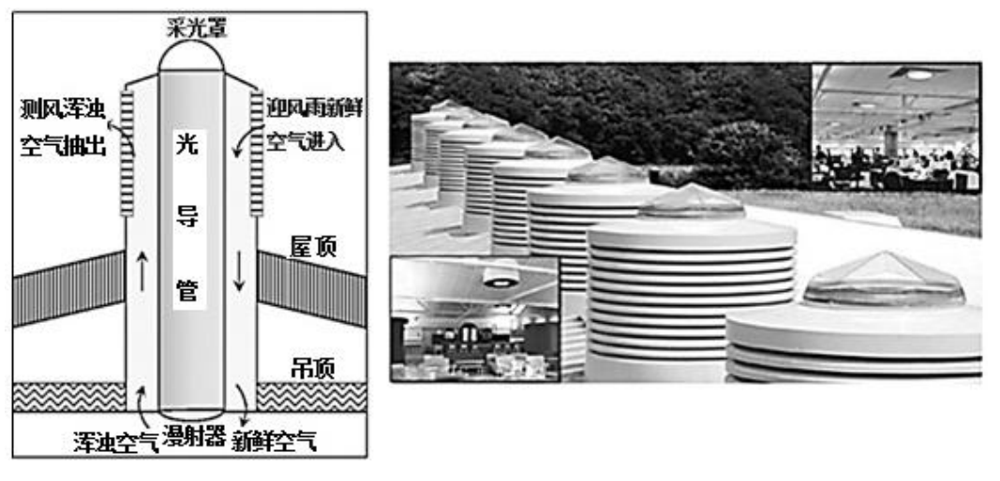 采光罩
测风浑浊
空气抽出
迎风雨新鲜
空气进入
光
导
管
屋顶
吊顶
浑浊空气
漫射器
新鲜空气